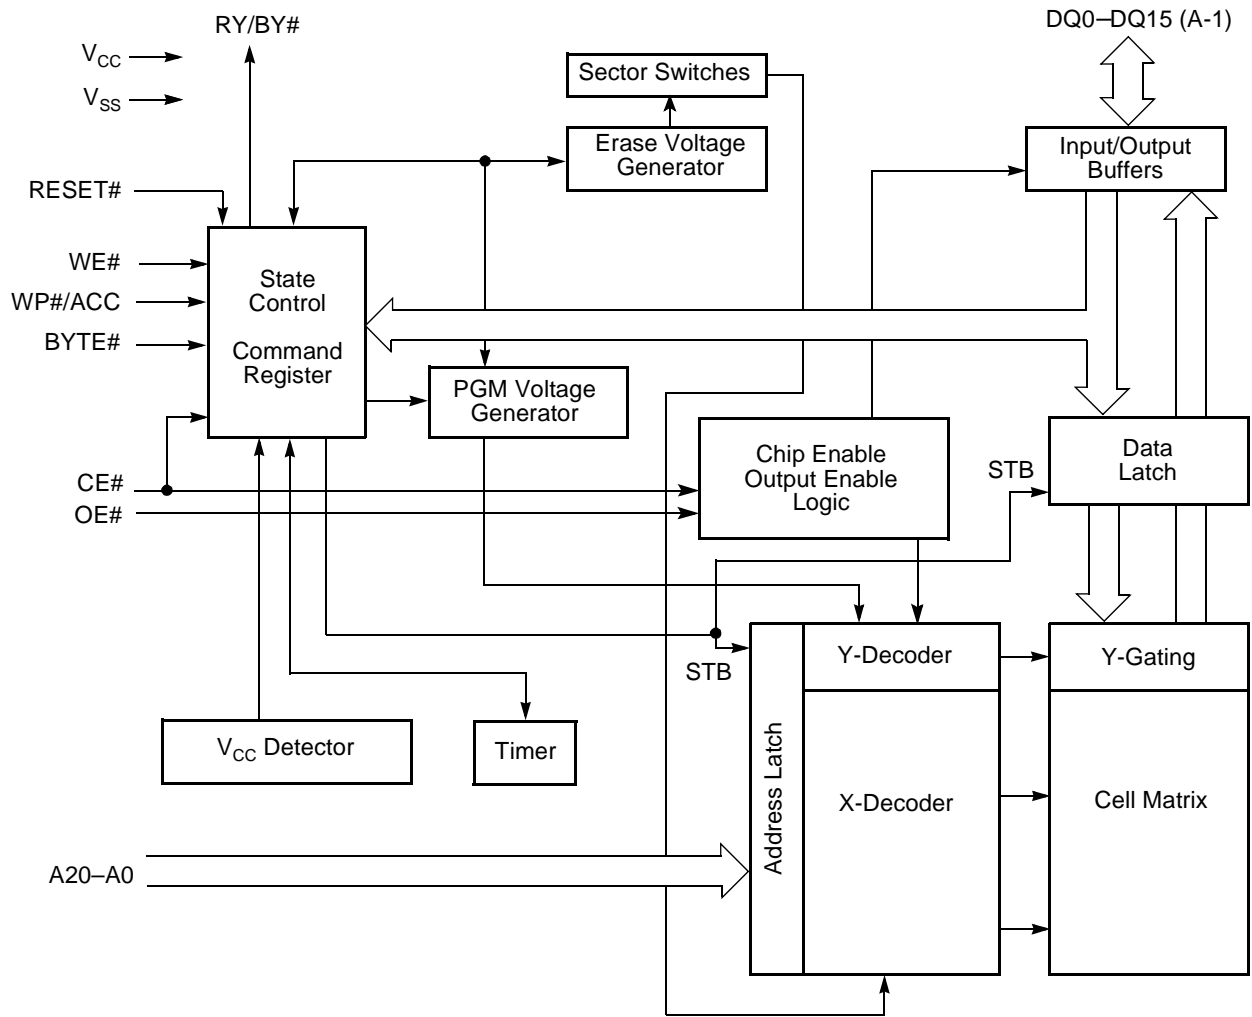 RY/BY#
DQ0–DQ15 (A-1)
VCC
VSS
Sector Switches
Erase Voltage
Generator
Input/Output
Buffers
RESET#
WE#
WP#/ACC
BYTE#
State
Control
Command
Register
PGM Voltage
Generator
Chip Enable
Output Enable
Logic
STB
Data
Latch
CE#
OE#
STB
Y-Decoder
Y-Gating
VCC Detector
Timer
Address Latch
X-Decoder
Cell Matrix
A20–A0